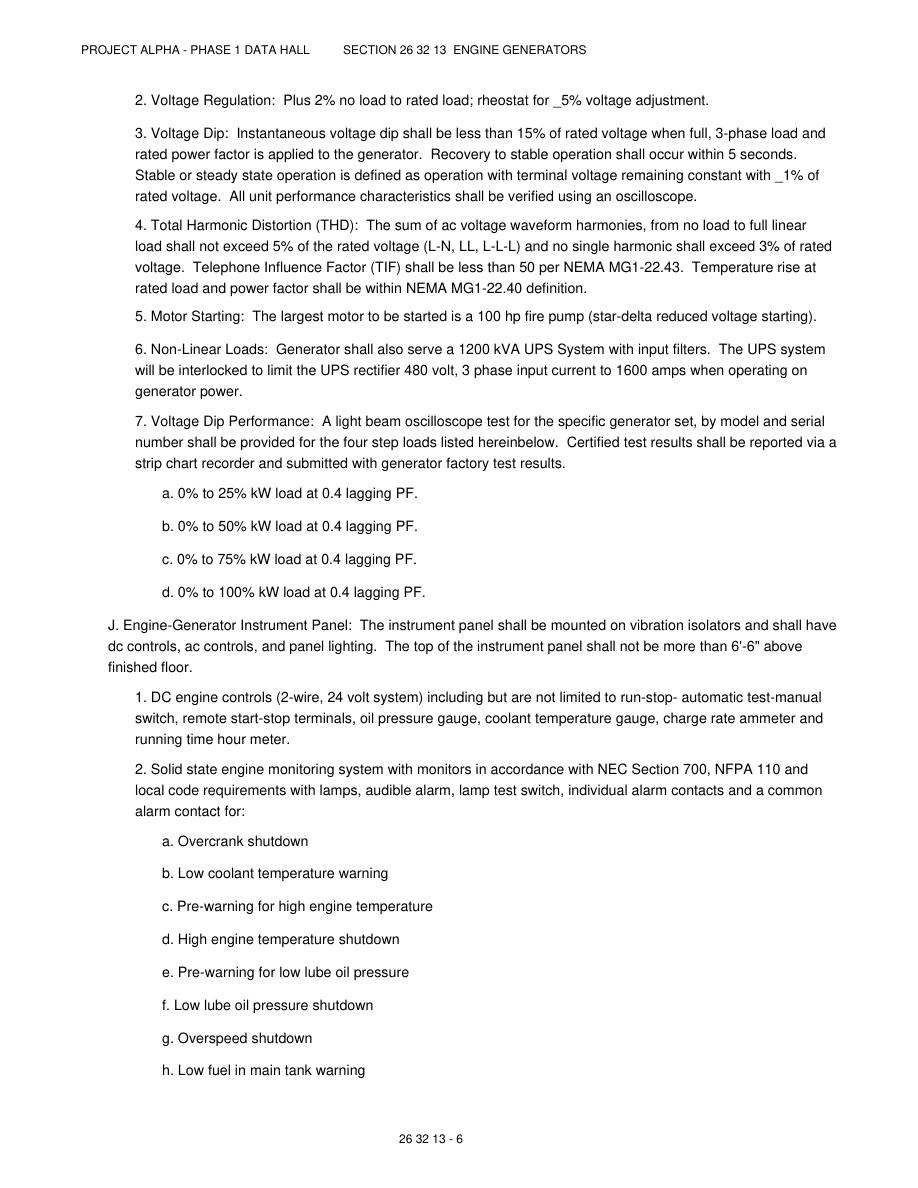 PROJECT ALPHA - PHASE 1 DATA HALL SECTION 26 32 13 ENGINE GENERATORS
2. Voltage Regulation: Plus 2% no load to rated load; rheostat for _5% voltage adjustment.
3. Voltage Dip: Instantaneous voltage dip shall be less than 15% of rated voltage when full, 3-phase load and
rated power factor is applied to the generator. Recovery to stable operation shall occur within 5 seconds.
Stable or steady state operation is defined as operation with terminal voltage remaining constant with _1% of
rated voltage. All unit performance characteristics shall be verified using an oscilloscope.
4. Total Harmonic Distortion (THD): The sum of ac voltage waveform harmonies, from no load to full linear
load shall not exceed 5% of the rated voltage (L-N, LL, L-L-L) and no single harmonic shall exceed 3% of rated
voltage. Telephone Influence Factor (TIF) shall be less than 50 per NEMA MG1-22.43. Temperature rise at
rated load and power factor shall be within NEMA MG1-22.40 definition.
5. Motor Starting: The largest motor to be started is a 100 hp fire pump (star-delta reduced voltage starting).
6. Non-Linear Loads: Generator shall also serve a 1200 kVA UPS System with input filters. The UPS system
will be interlocked to limit the UPS rectifier 480 volt, 3 phase input current to 1600 amps when operating on
generator power.
7. Voltage Dip Performance: A light beam oscilloscope test for the specific generator set, by model and serial
number shall be provided for the four step loads listed hereinbelow. Certified test results shall be reported via a
strip chart recorder and submitted with generator factory test results.
a. 0% to 25% kW load at 0.4 lagging PF.
b. 0% to 50% kW load at 0.4 lagging PF.
c. 0% to 75% kW load at 0.4 lagging PF.
d. 0% to 100% kW load at 0.4 lagging PF.
J. Engine-Generator Instrument Panel: The instrument panel shall be mounted on vibration isolators and shall have
dc controls, ac controls, and panel lighting. The top of the instrument panel shall not be more than 6'-6" above
finished floor.
1. DC engine controls (2-wire, 24 volt system) including but are not limited to run-stop- automatic test-manual
switch, remote start-stop terminals, oil pressure gauge, coolant temperature gauge, charge rate ammeter and
running time hour meter.
2. Solid state engine monitoring system with monitors in accordance with NEC Section 700, NFPA 110 and
local code requirements with lamps, audible alarm, lamp test switch, individual alarm contacts and a common
alarm contact for:
a. Overcrank shutdown
b. Low coolant temperature warning
c. Pre-warning for high engine temperature
d. High engine temperature shutdown
e. Pre-warning for low lube oil pressure
f. Low lube oil pressure shutdown
g. Overspeed shutdown
h. Low fuel in main tank warning
26 32 13 - 6